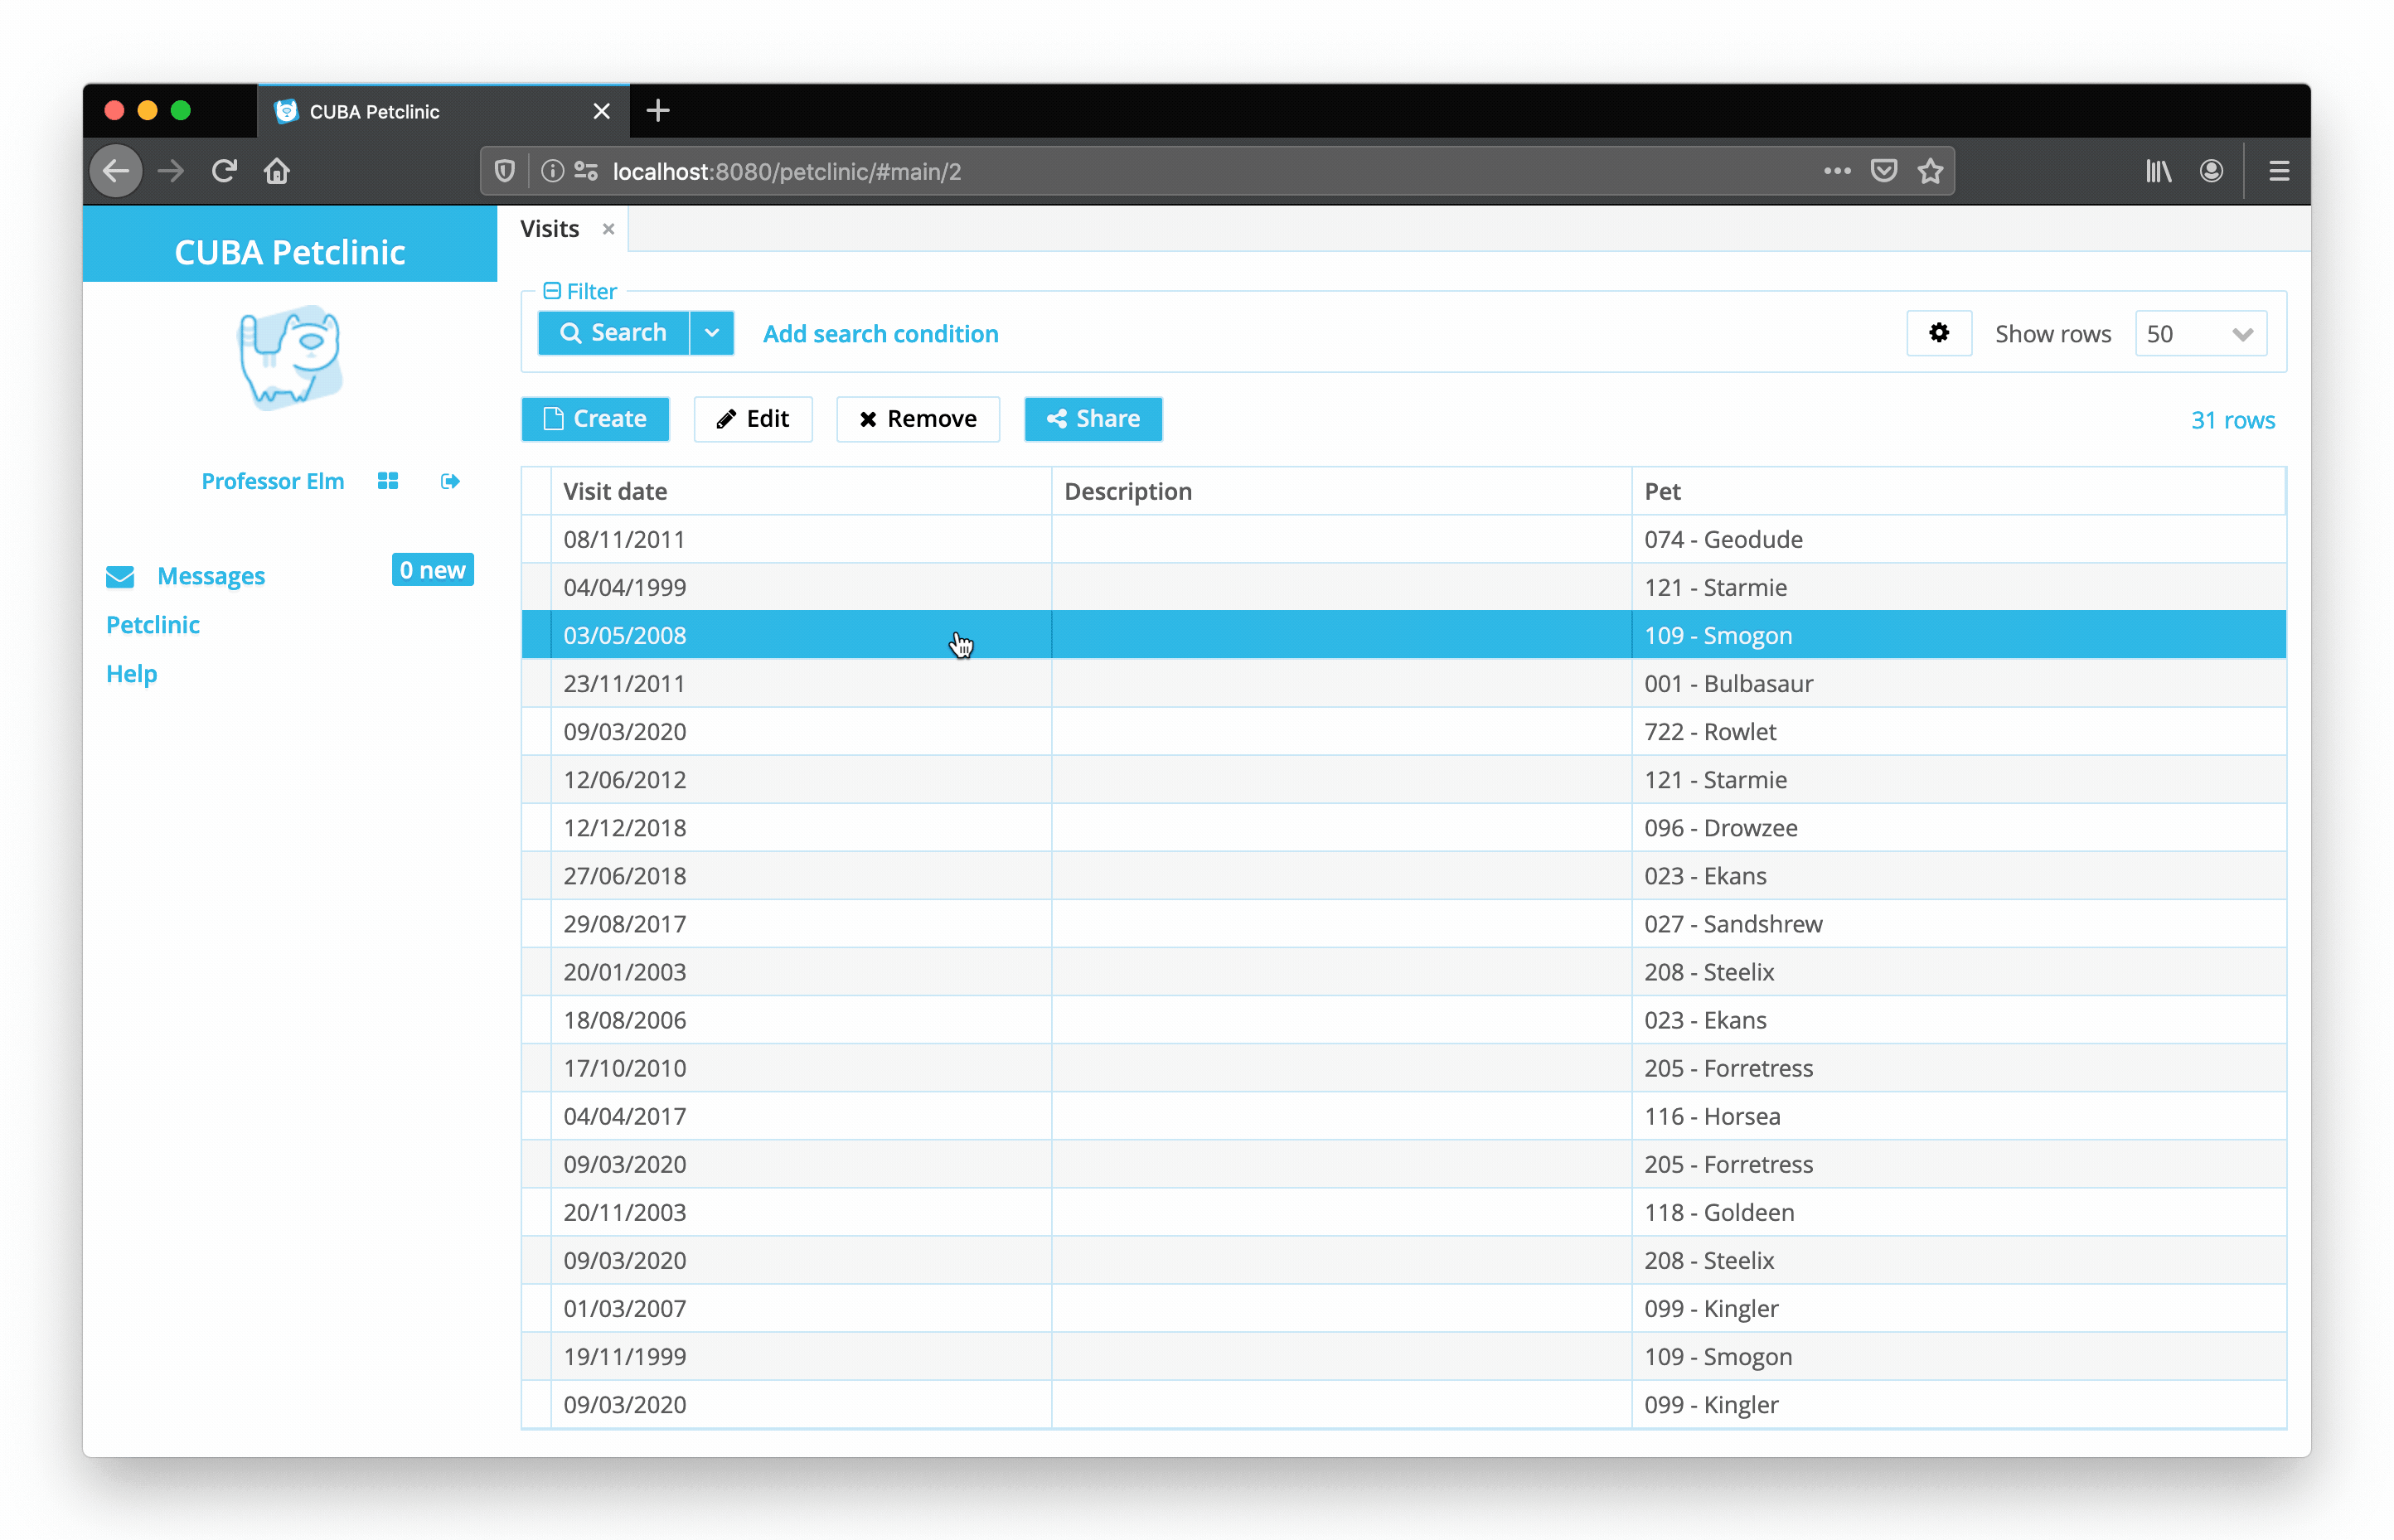 CUBA Petclinic
localhost:8080/petclinic/#main/2
CUBA Petclinic
Professor Elm
Messages 0 new
Petclinic
Help
Visits
Filter
Search Add search condition Show rows 50
Create Edit Remove Share 31 rows
Visit date Description Pet
08/11/2011 074 - Geodude
04/04/1999 121 - Starmie
03/05/2008 109 - Smogon
23/11/2011 001 - Bulbasaur
09/03/2020 722 - Rowlet
12/06/2012 121 - Starmie
12/12/2018 096 - Drowzee
27/06/2018 023 - Ekans
29/08/2017 027 - Sandshrew
20/01/2003 208 - Steelix
18/08/2006 023 - Ekans
17/10/2010 205 - Forretress
04/04/2017 116 - Horsea
09/03/2020 205 - Forretress
20/11/2003 118 - Goldeen
09/03/2020 208 - Steelix
01/03/2007 099 - Kingler
19/11/1999 109 - Smogon
09/03/2020 099 - Kingler